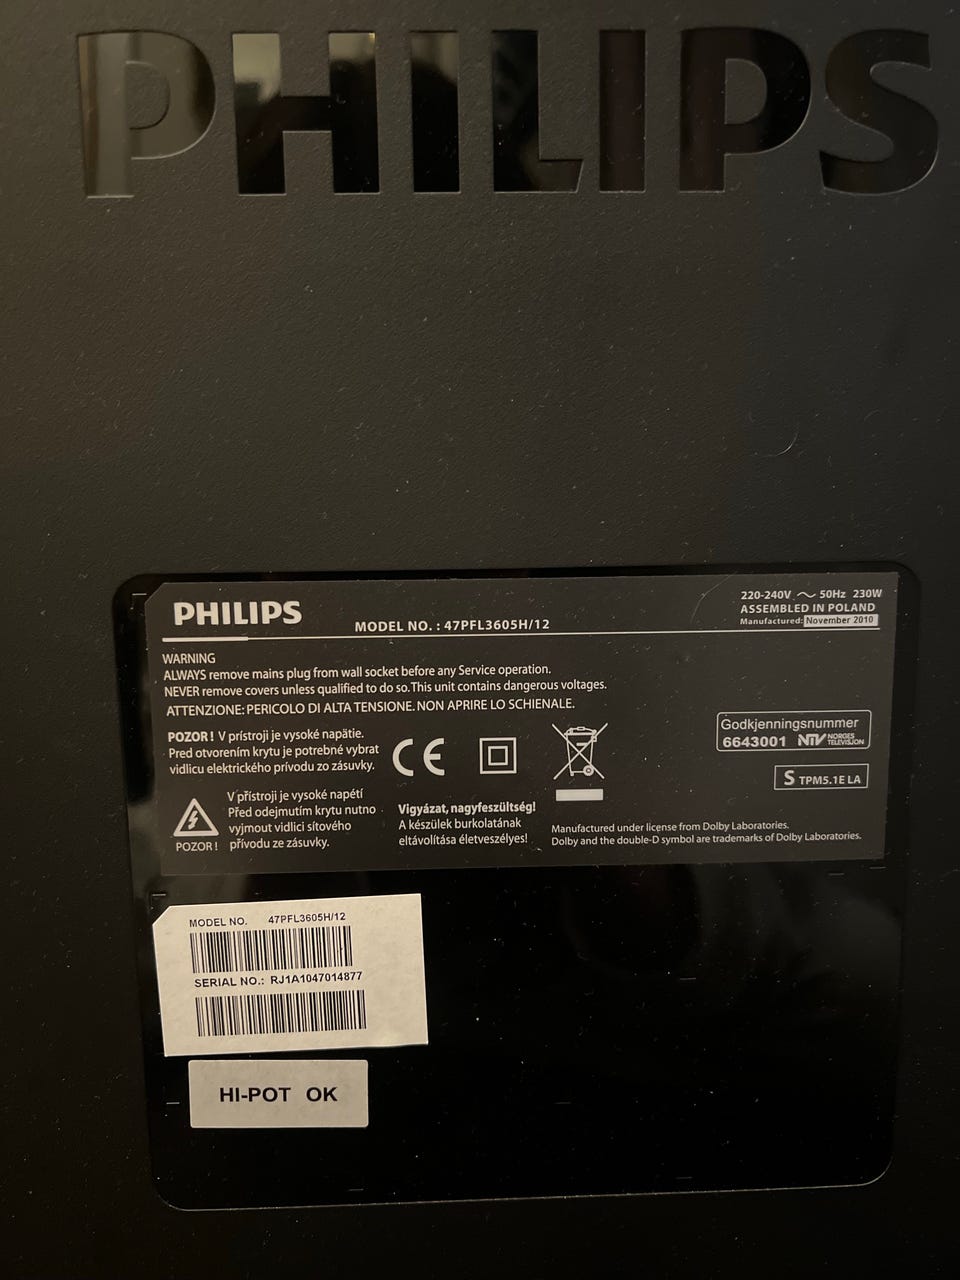 PHILIPS
PHILIPS
MODEL NO. : 47PFL3605H/12
220-240V ~ 50Hz 230W
ASSEMBLED IN POLAND
Manufactured: November 2010
WARNING
ALWAYS remove mains plug from wall socket before any Service operation.
NEVER remove covers unless qualified to do so. This unit contains dangerous voltages.
ATTENZIONE: PERICOLO DI ALTA TENSIONE. NON APRIRE LO SCHIENALE.
POZOR! V prístroji je vysoké napätie.
Pred otvorením krytu je potrebné vybrat
vidlicu elektrického prívodu zo zásuvky.
CE
Godkjenningsnummer
6643001 NTV NORGES
TELEVISJON
S TPM5.1E LA
V přístroji je vysoké napétí
Před odejmutím krytu nutno
vyjmout vidlici síťového
přívodu ze zásuvky.
POZOR!
Vigyázat, nagyfeszültség!
A készülek burkolatának
eltávolítása életveszélyes!
Manufactured under license from Dolby Laboratories.
Dolby and the double-D symbol are trademarks of Dolby Laboratories.
MODEL NO. 47PFL3605H/12
SERIAL NO.: RJ1A1047014877
HI-POT OK